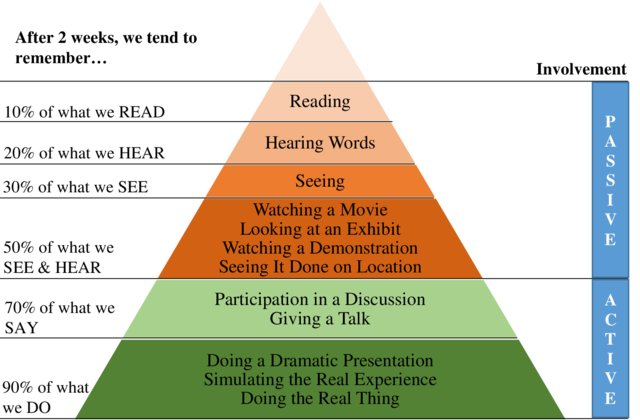 After 2 weeks, we tend to
remember…
Involvement
Reading
10% of what we READ
Hearing Words
20% of what we HEAR
Seeing
30% of what we SEE
Watching a Movie
Looking at an Exhibit
Watching a Demonstration
Seeing It Done on Location
50% of what we
SEE & HEAR
PASSIVE
Participation in a Discussion
Giving a Talk
70% of what we
SAY
Doing a Dramatic Presentation
Simulating the Real Experience
Doing the Real Thing
90% of what
we DO
ACTIVE